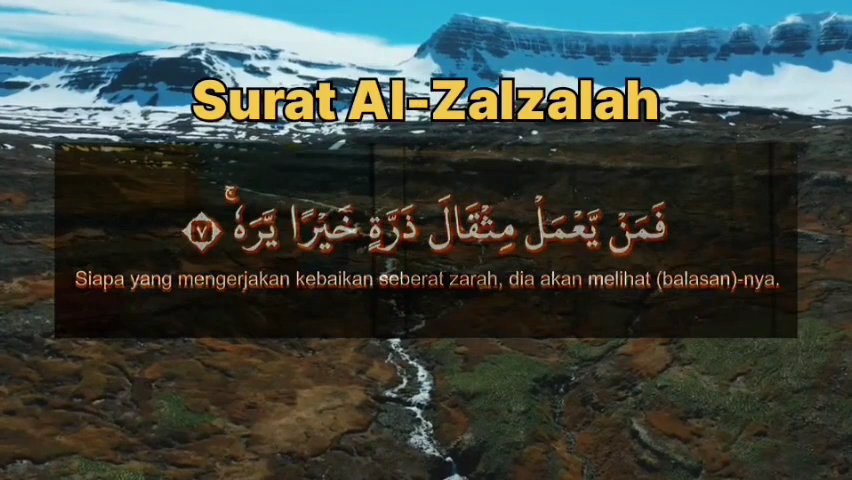 Surat Al-Zalzalah
فَمَنْ يَّعْمَلْ مِثْقَالَ ذَرَّةٍ خَيْرًا يَّرَهٗۚ ٧
Siapa yang mengerjakan kebaikan seberat zarah, dia akan melihat (balasan)-nya.